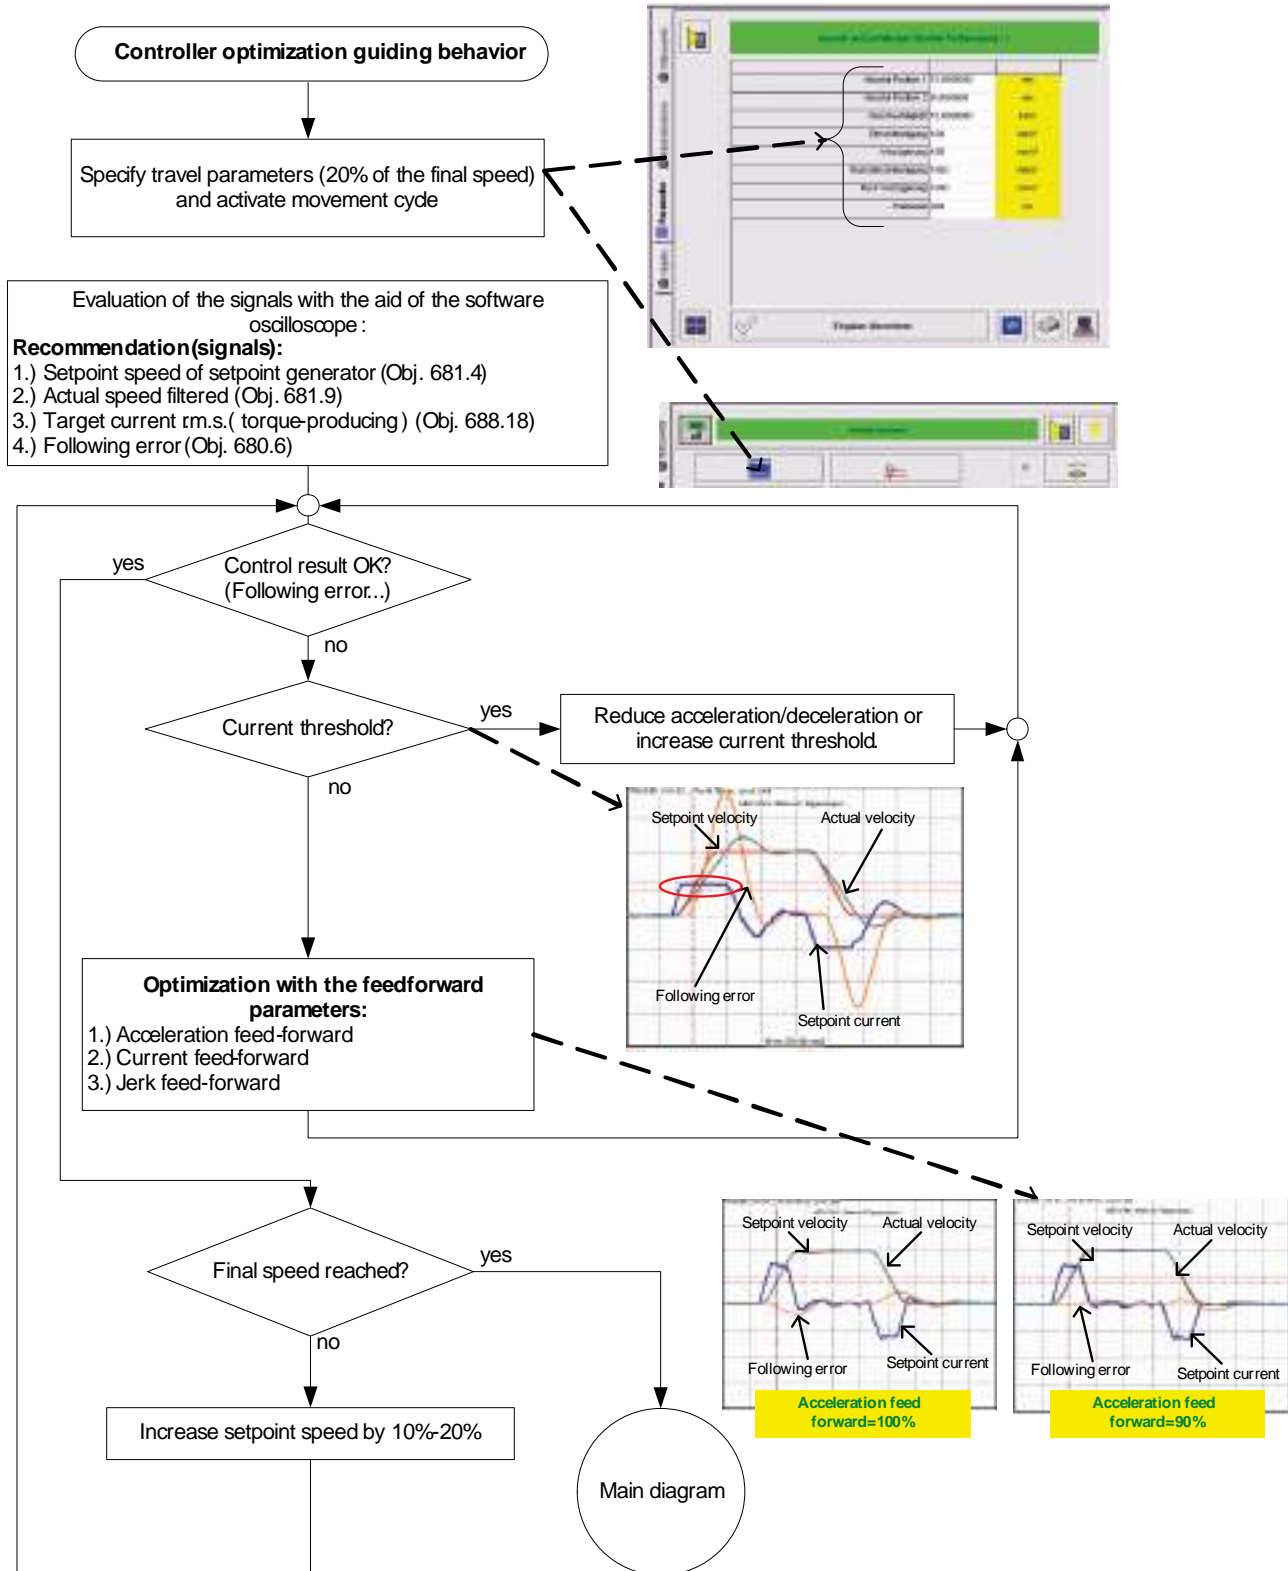 Controller optimization guiding behavior
Specify travel parameters (20% of the final speed)
and activate movement cycle
Evaluation of the signals with the aid of the software
oscilloscope :
Recommendation (signals):
1.) Setpoint speed of setpoint generator (Obj. 681.4)
2.) Actual speed filtered (Obj. 681.9)
3.) Target current r.m.s.( torque-producing ) (Obj. 688.18)
4.) Following error (Obj. 680.6)
yes
Control result OK?
(Following error...)
no
Current threshold?
yes
Reduce acceleration/deceleration or
increase current threshold.
no
Setpoint velocity
Actual velocity
Following error
Setpoint current
Optimization with the feedforward
parameters:
1.) Acceleration feed-forward
2.) Current feed-forward
3.) Jerk feed-forward
Final speed reached?
yes
no
Setpoint velocity
Actual velocity
Following error
Setpoint current
Acceleration feed
forward=100%
Setpoint velocity
Actual velocity
Following error
Setpoint current
Acceleration feed
forward=90%
Increase setpoint speed by 10%-20%
Main diagram